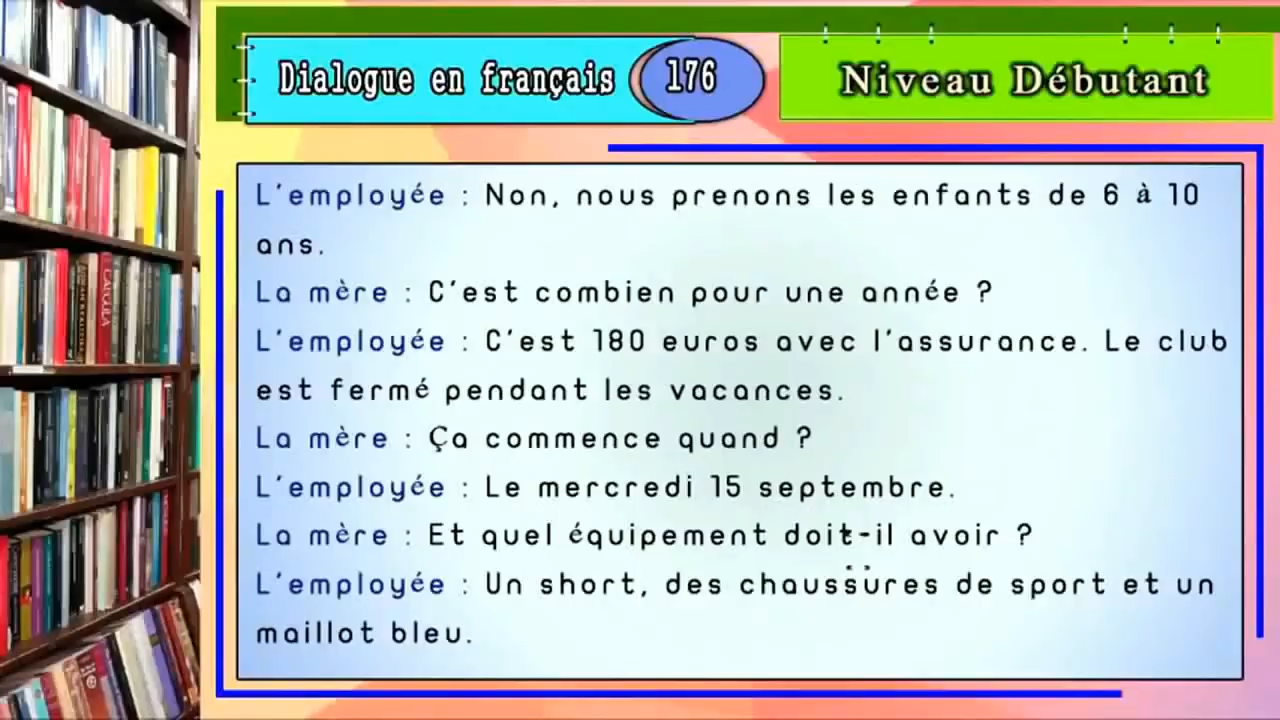 Dialogue en français 176
Niveau Débutant
L'employée : Non, nous prenons les enfants de 6 à 10
ans.
La mère : C'est combien pour une année ?
L'employée : C'est 180 euros avec l'assurance. Le club
est fermé pendant les vacances.
La mère : Ça commence quand ?
L'employée : Le mercredi 15 septembre.
La mère : Et quel équipement doit-il avoir ?
L'employée : Un short, des chaussures de sport et un
maillot bleu.